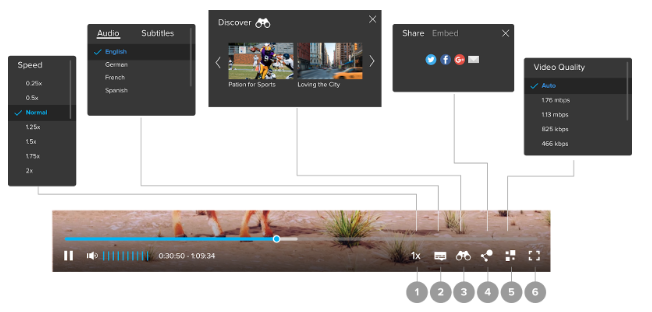 Speed
0.25x
0.5x
Normal
1.25x
1.5x
1.75x
2x
Audio Subtitles
English
German
French
Spanish
Discover
Pation for Sports Loving the City
Share Embed
Video Quality
Auto
1.76 mbps
1.13 mbps
825 kbps
466 kbps
0:30:50 - 1:09:34 1x
1 2 3 4 5 6